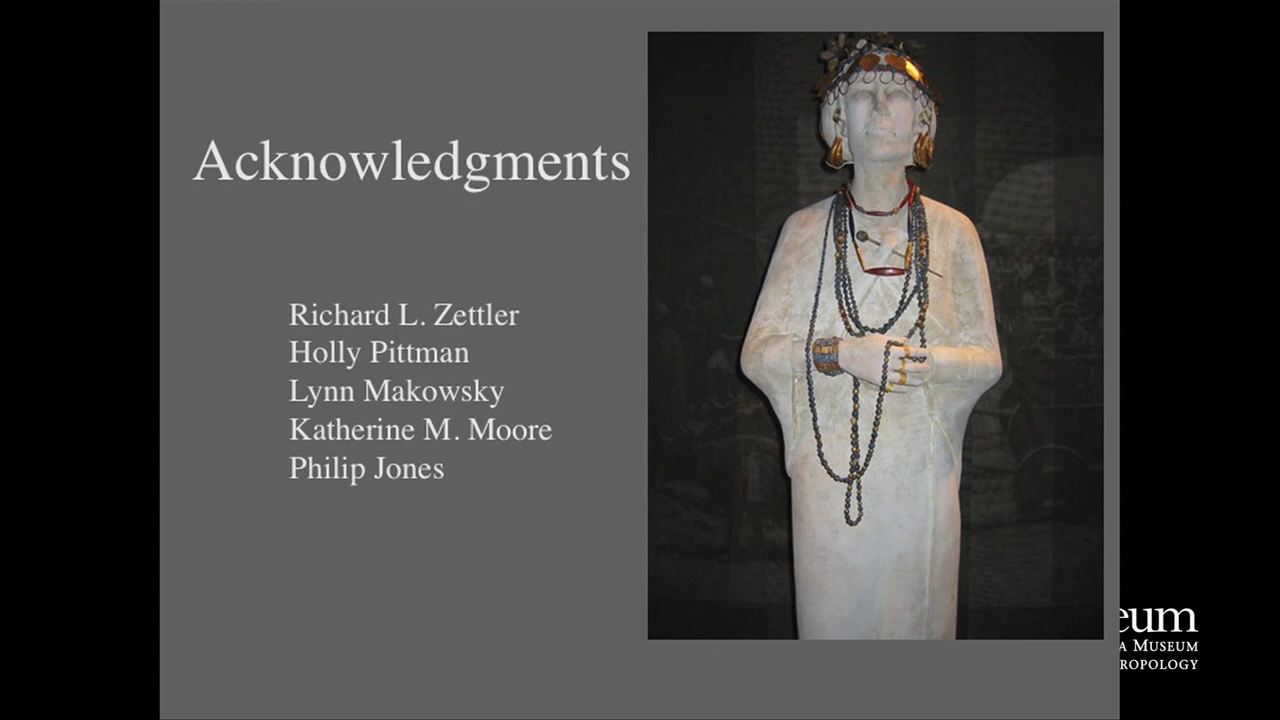 Acknowledgments
Richard L. Zettler
Holly Pittman
Lynn Makowsky
Katherine M. Moore
Philip Jones
eum
A MUSEUM
ROPOLOGY